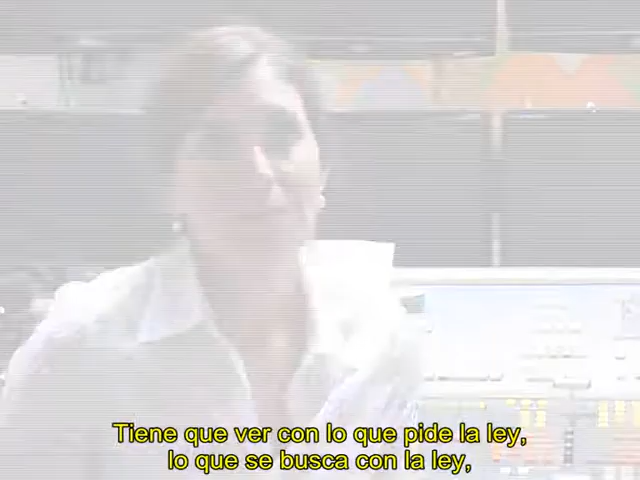 Tiene que ver con lo que pide la ley,
lo que se busca con la ley,